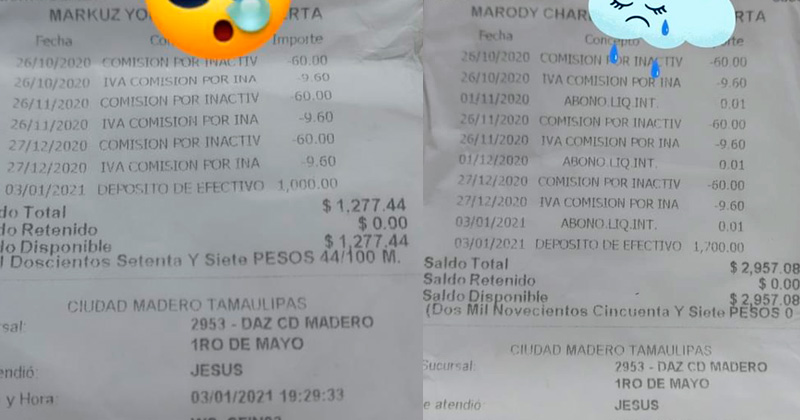 MARKUZ YO ERTA
Fecha Con Importe
26/10/2020 COMISION POR INACTIV -60.00
26/10/2020 IVA COMISION POR INA -9.60
26/11/2020 COMISION POR INACTIV -60.00
26/11/2020 IVA COMISION POR INA -9.60
27/12/2020 COMISION POR INACTIV -60.00
27/12/2020 IVA COMISION POR INA -9.60
03/01/2021 DEPOSITO DE EFECTIVO 1,000.00
do Total $ 1,277.44
do Retenido $ 0.00
lo Disponible $ 1,277.44
l Doscientos Setenta Y Siete PESOS 44/100 M.
CIUDAD MADERO TAMAULIPAS
rsal: 2953 - DAZ CD MADERO
1RO DE MAYO
endió: JESUS
y Hora: 03/01/2021 19:29:33
MARODY CHAR RTA
Fecha Concepto rte
26/10/2020 COMISION POR INACTIV -60.00
26/10/2020 IVA COMISION POR INA -9.60
01/11/2020 ABONO.LIQ.INT. 0.01
26/11/2020 COMISION POR INACTIV -60.00
26/11/2020 IVA COMISION POR INA -9.60
01/12/2020 ABONO.LIQ.INT. 0.01
27/12/2020 COMISION POR INACTIV -60.00
27/12/2020 IVA COMISION POR INA -9.60
03/01/2021 ABONO.LIQ.INT. 0.01
03/01/2021 DEPOSITO DE EFECTIVO 1,700.00
Saldo Total $ 2,957.08
Saldo Retenido $ 0.00
Saldo Disponible $ 2,957.08
(Dos Mil Novecientos Cincuenta Y Siete PESOS 0
CIUDAD MADERO TAMAULIPAS
Sucursal: 2953 - DAZ CD MADERO
1RO DE MAYO
e atendió JESUS